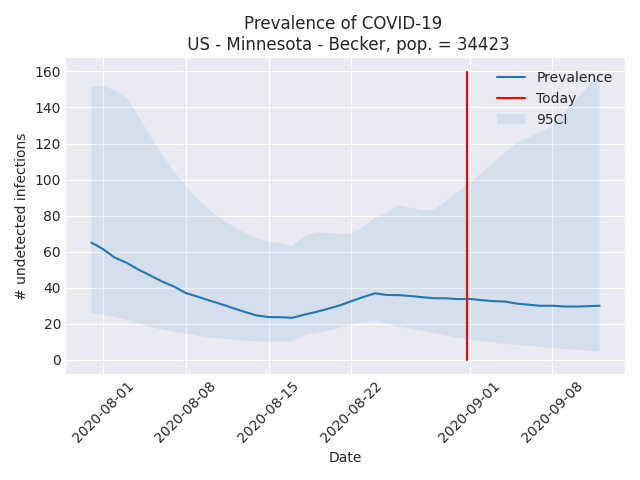 Prevalence of COVID-19
US - Minnesota - Becker, pop. = 34423
160
140
120
100
80
60
40
20
0
# undetected infections
Prevalence
Today
95CI
2020-08-01
2020-08-08
2020-08-15
2020-08-22
2020-09-01
2020-09-08
Date